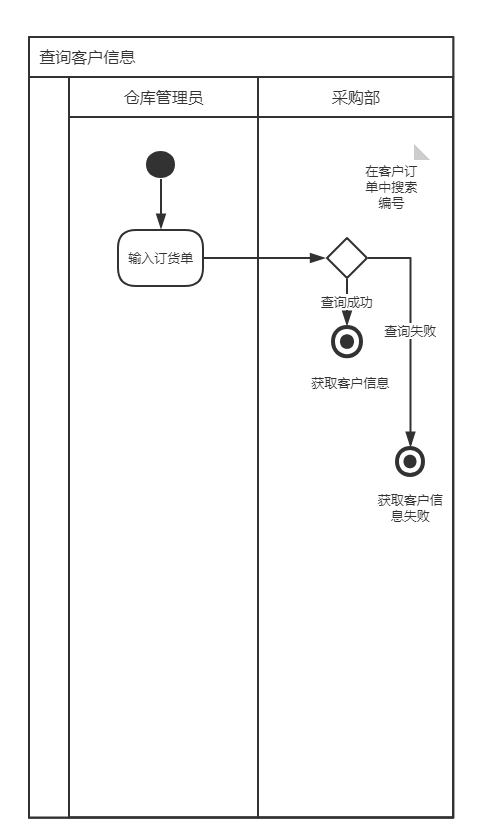 查询客户信息
仓库管理员
采购部
在客户订
单中搜索
编号
输入订货单
查询成功
查询失败
获取客户信息
获取客户信
息失败